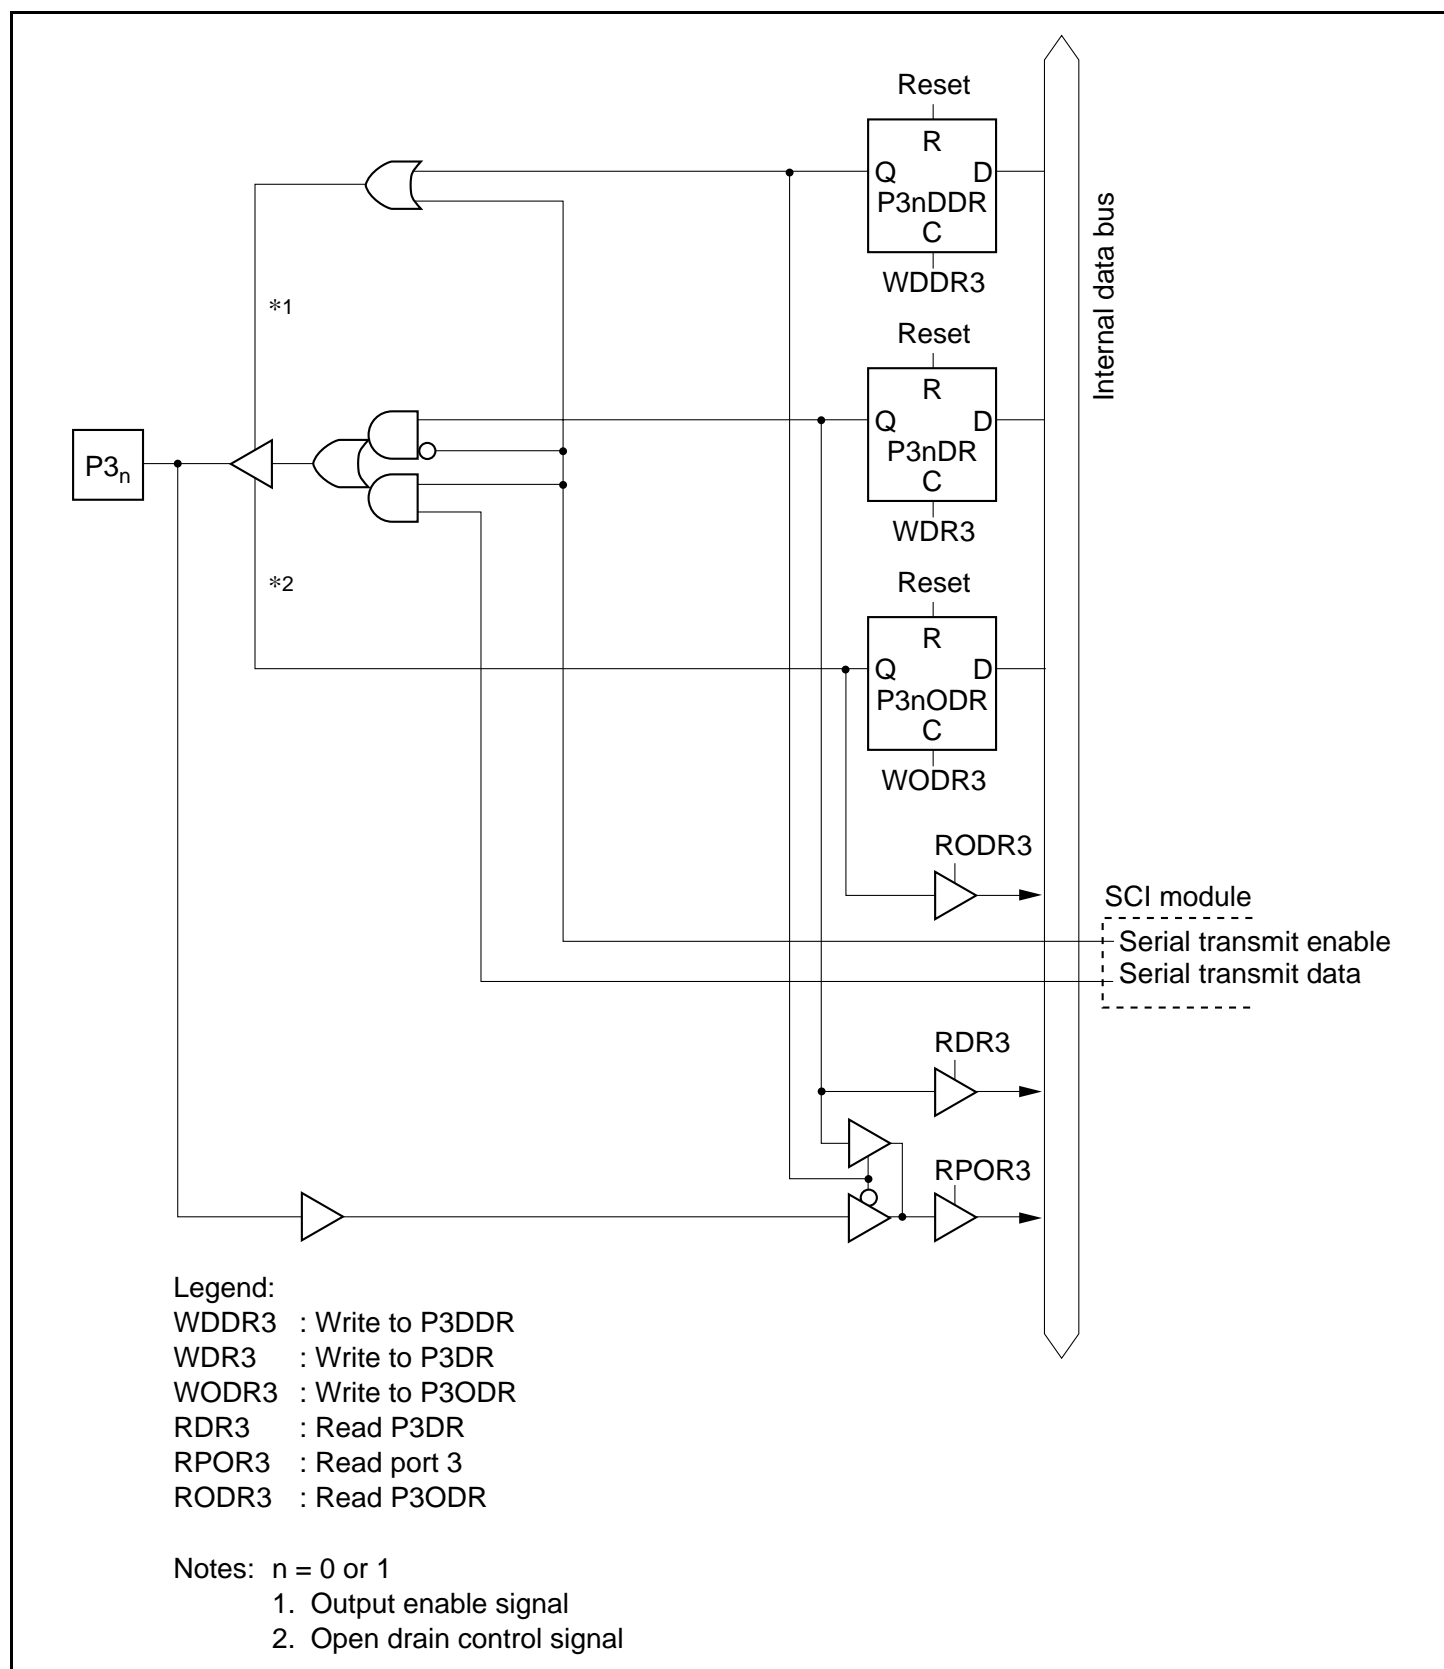 Reset
R
Q D
P3nDDR
C
WDDR3
Internal data bus
*1
Reset
R
Q D
P3nDR
C
WDR3
P3n
*2
Reset
R
Q D
P3nODR
C
WODR3
RODR3
SCI module
Serial transmit enable
Serial transmit data
RDR3
RPOR3
Legend:
WDDR3 : Write to P3DDR
WDR3 : Write to P3DR
WODR3 : Write to P3ODR
RDR3 : Read P3DR
RPOR3 : Read port 3
RODR3 : Read P3ODR
Notes: n = 0 or 1
1. Output enable signal
2. Open drain control signal